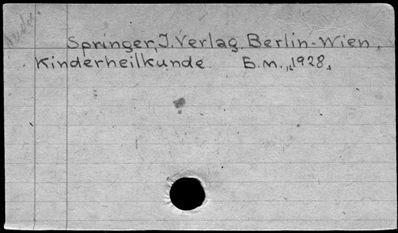 Springer, J. Verlag, Berlin-Wien,
Kinderheilkunde. Б.м., 1928,